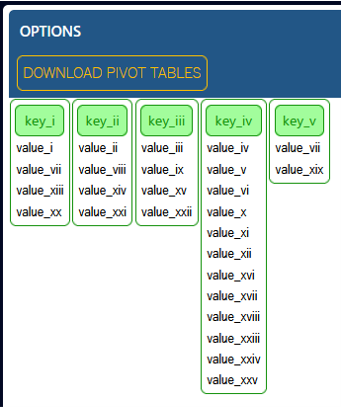 OPTIONS
DOWNLOAD PIVOT TABLES
key_i
value_i
value_vii
value_xiii
value_xx
key_ii
value_ii
value_viii
value_xiv
value_xxi
key_iii
value_iii
value_ix
value_xv
value_xxii
key_iv
value_iv
value_v
value_vi
value_x
value_xi
value_xii
value_xvi
value_xvii
value_xviii
value_xxiii
value_xxiv
value_xxv
key_v
value_vii
value_xix